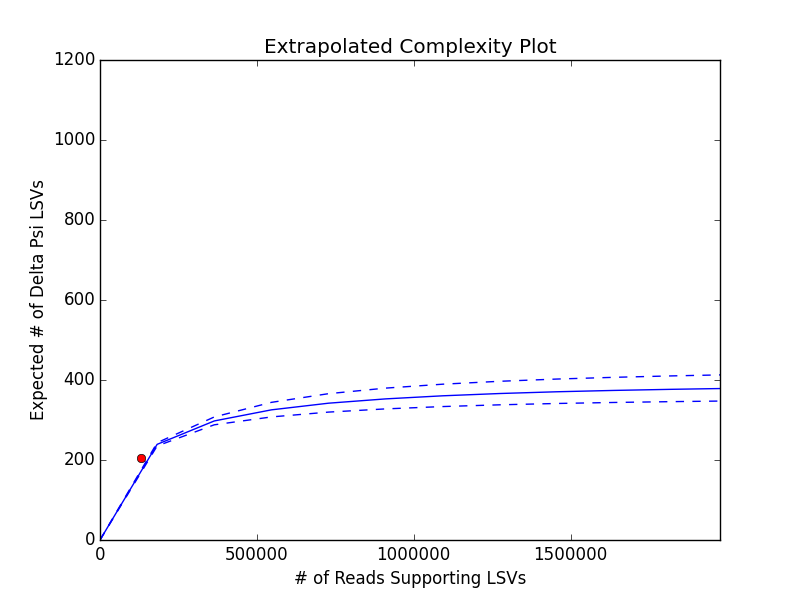 Extrapolated Complexity Plot
1200
1000
800
600
400
200
0
Expected # of Delta Psi LSVs
0 500000 1000000 1500000
# of Reads Supporting LSVs